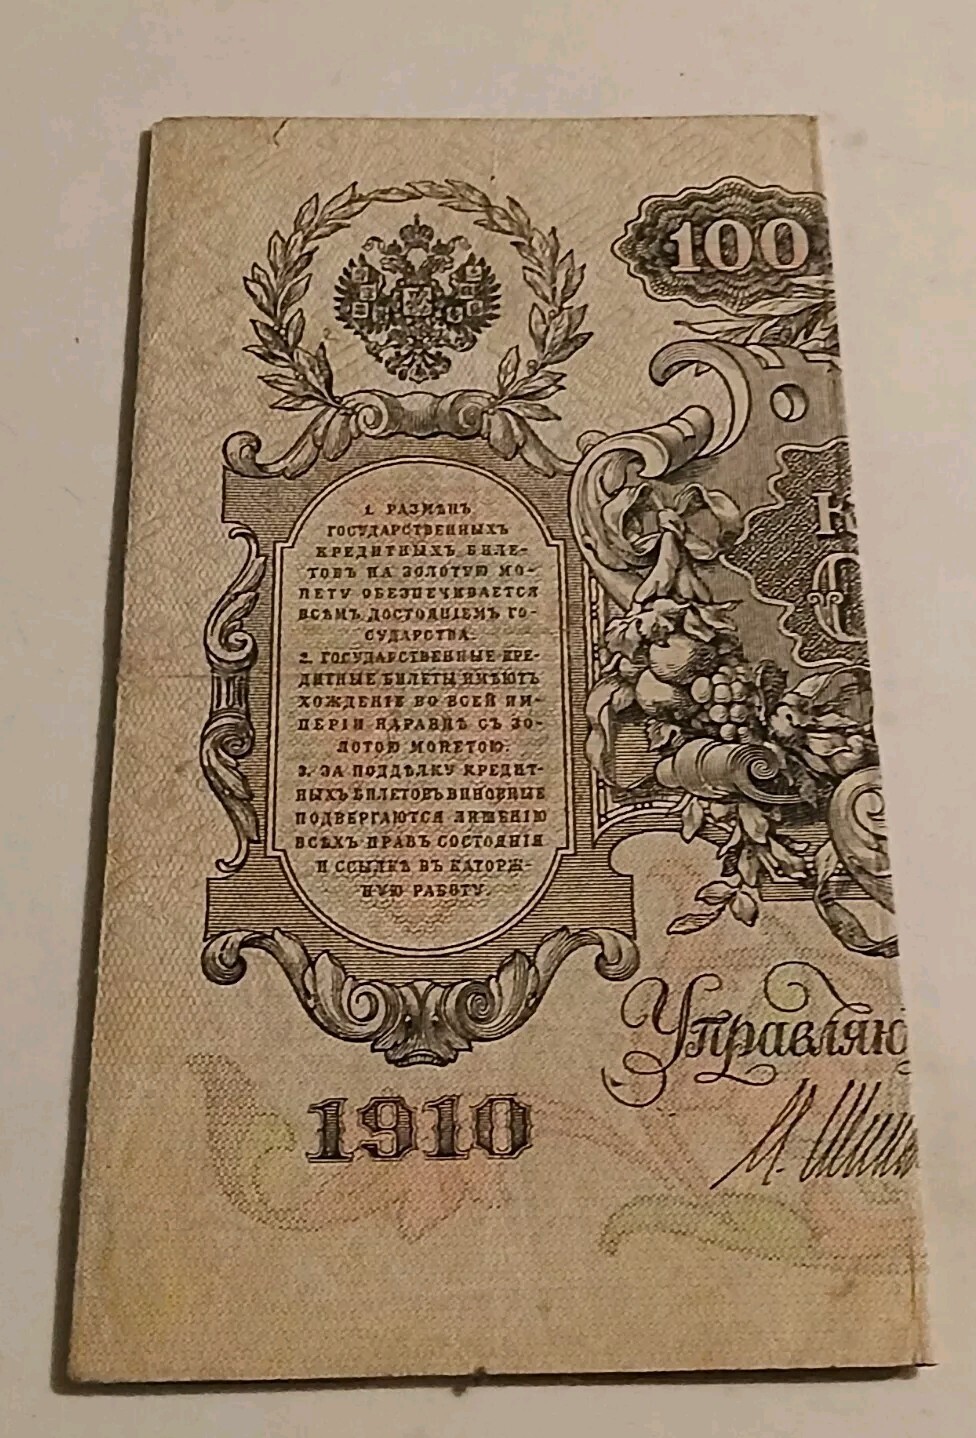 100
1. РАЗМѢНЪ
ГОСУДАРСТВЕННЫХЪ
КРЕДИТНЫХЪ БИЛЕ-
ТОВЪ НА ЗОЛОТУЮ МО-
НЕТУ ОБЕЗПЕЧИВАЕТСЯ
ВСѢМЪ ДОСТОЯНІЕМЪ ГО-
СУДАРСТВА.
2. ГОСУДАРСТВЕННЫЕ КРЕ-
ДИТНЫЕ БИЛЕТЫ ИМѢЮТЪ
ХОЖДЕНІЕ ВО ВСЕЙ ИМ-
ПЕРІИ НАРАВНѢ СЪ ЗО-
ЛОТОЮ МОНЕТОЮ.
3. ЗА ПОДДѢЛКУ КРЕДИТ-
НЫХЪ БИЛЕТОВЪ ВИНОВНЫЕ
ПОДВЕРГАЮТСЯ ЛИШЕНІЮ
ВСѢХЪ ПРАВЪ СОСТОЯНІЯ
И ССЫЛКѢ ВЪ КАТОРЖ-
НУЮ РАБОТУ.
К
С
Управляю
1910
И. Шип